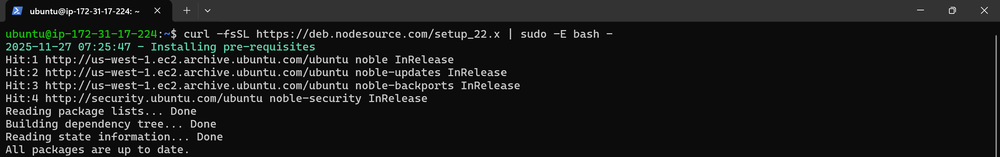 ubuntu@ip-172-31-17-224: ~
ubuntu@ip-172-31-17-224:~$ curl -fsSL https://deb.nodesource.com/setup_22.x | sudo -E bash -
2025-11-27 07:25:47 - Installing pre-requisites
Hit:1 http://us-west-1.ec2.archive.ubuntu.com/ubuntu noble InRelease
Hit:2 http://us-west-1.ec2.archive.ubuntu.com/ubuntu noble-updates InRelease
Hit:3 http://us-west-1.ec2.archive.ubuntu.com/ubuntu noble-backports InRelease
Hit:4 http://security.ubuntu.com/ubuntu noble-security InRelease
Reading package lists... Done
Building dependency tree... Done
Reading state information... Done
All packages are up to date.